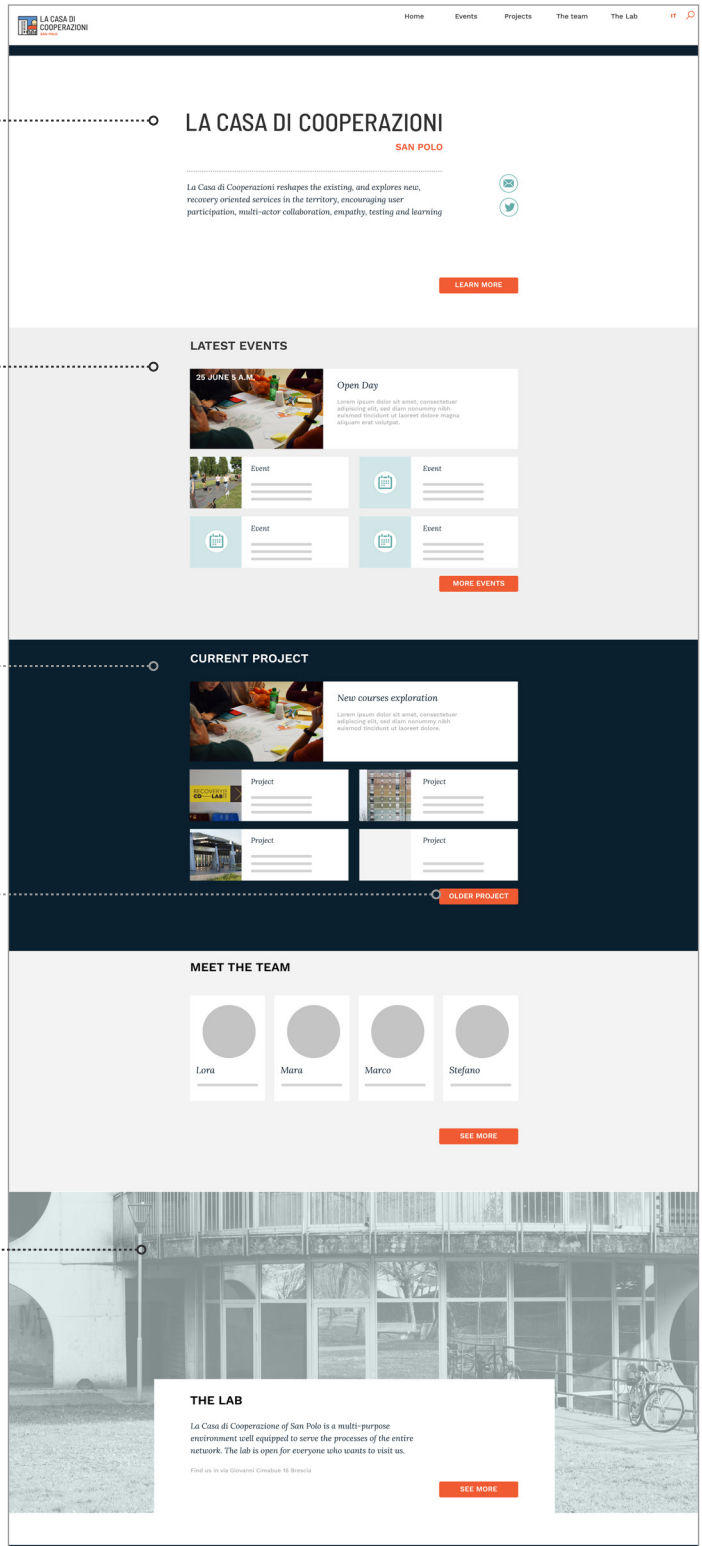 LA CASA DI
COOPERAZIONI
SAN POLO
Home Events Projects The team The Lab IT
LA CASA DI COOPERAZIONI
SAN POLO
La Casa di Cooperazioni reshapes the existing, and explores new,
recovery oriented services in the territory, encouraging user
participation, multi-actor collaboration, empathy, testing and learning
LEARN MORE
LATEST EVENTS
25 JUNE 5 A.M.
Open Day
Lorem ipsum dolor sit amet, consectetuer
adipiscing elit, sed diam nonummy nibh
euismod tincidunt ut laoreet dolore magna
aliquam erat volutpat.
Event
Event
Event
Event
MORE EVENTS
CURRENT PROJECT
New courses exploration
Lorem ipsum dolor sit amet, consectetuer
adipiscing elit, sed diam nonummy nibh
euismod tincidunt ut laoreet dolore.
RECOVERY
CO LAB
Project
Project
Project
Project
OLDER PROJECT
MEET THE TEAM
Lora
Mara
Marco
Stefano
SEE MORE
THE LAB
La Casa di Cooperazione of San Polo is a multi-purpose
environment well equipped to serve the processes of the entire
network. The lab is open for everyone who wants to visit us.
Find us in via Giovanni Cimabue 16 Brescia
SEE MORE